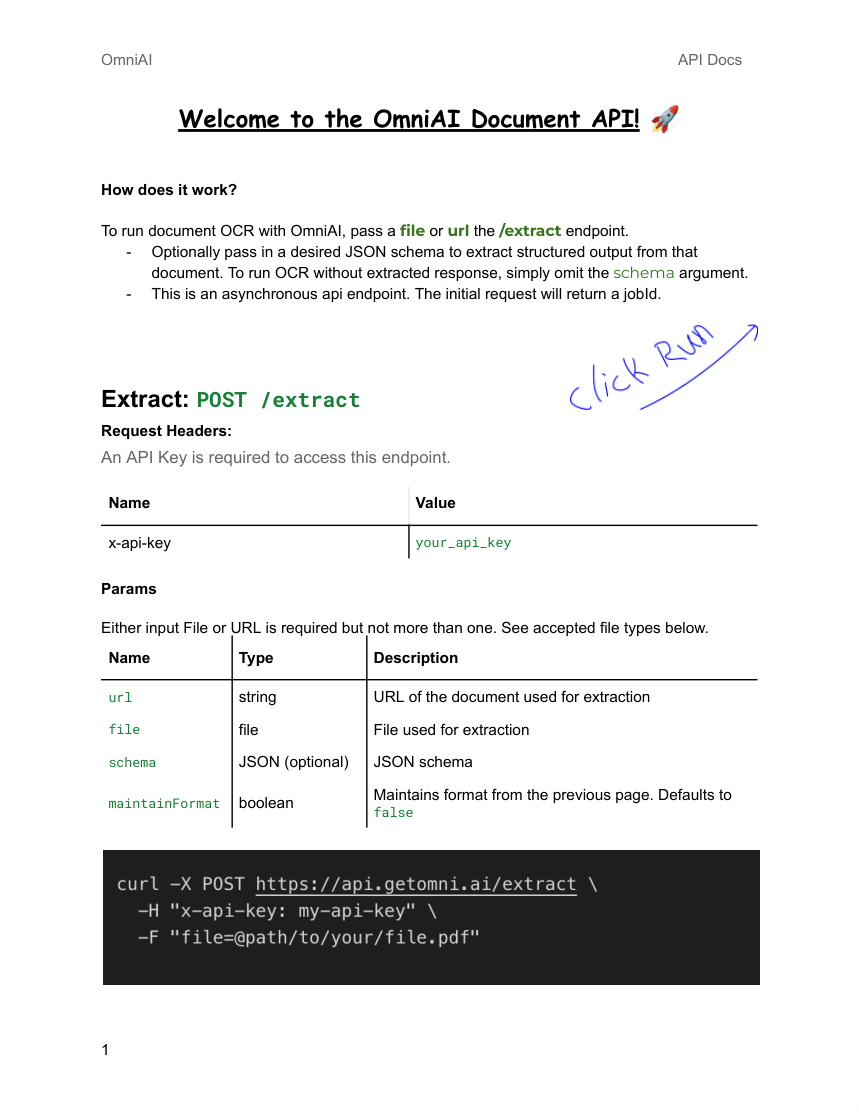 OmniAI API Docs
Welcome to the OmniAI Document API! 🚀
How does it work?
To run document OCR with OmniAI, pass a file or url the /extract endpoint.
- Optionally pass in a desired JSON schema to extract structured output from that
document. To run OCR without extracted response, simply omit the schema argument.
- This is an asynchronous api endpoint. The initial request will return a jobId.
Click Run
Extract: POST /extract
Request Headers:
An API Key is required to access this endpoint.
Name Value
x-api-key your_api_key
Params
Either input File or URL is required but not more than one. See accepted file types below.
Name Type Description
url string URL of the document used for extraction
file file File used for extraction
schema JSON (optional) JSON schema
maintainFormat boolean Maintains format from the previous page. Defaults to
false
curl -X POST https://api.getomni.ai/extract \
-H "x-api-key: my-api-key" \
-F "file=@path/to/your/file.pdf"
1